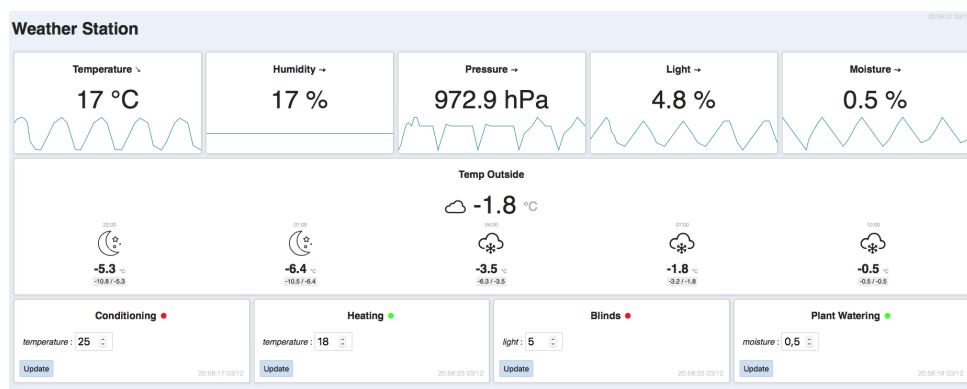 20:58:27 03/12
Weather Station
Temperature ↘
Humidity →
Pressure →
Light →
Moisture →
17 °C
17 %
972.9 hPa
4.8 %
0.5 %
Temp Outside
-1.8 °C
22:00
01:00
04:00
07:00
10:00
-5.3 °C
-6.4 °C
-3.5 °C
-1.8 °C
-0.5 °C
-10.8 / -5.3
-10.5 / -6.4
-6.3 / -3.5
-3.2 / -1.8
-0.5 / -0.5
Conditioning
Heating
Blinds
Plant Watering
temperature : 25
temperature : 18
light : 5
moisture : 0,5
Update
20:58:17 03/12
Update
20:58:23 03/12
Update
20:58:25 03/12
Update
20:58:19 03/12